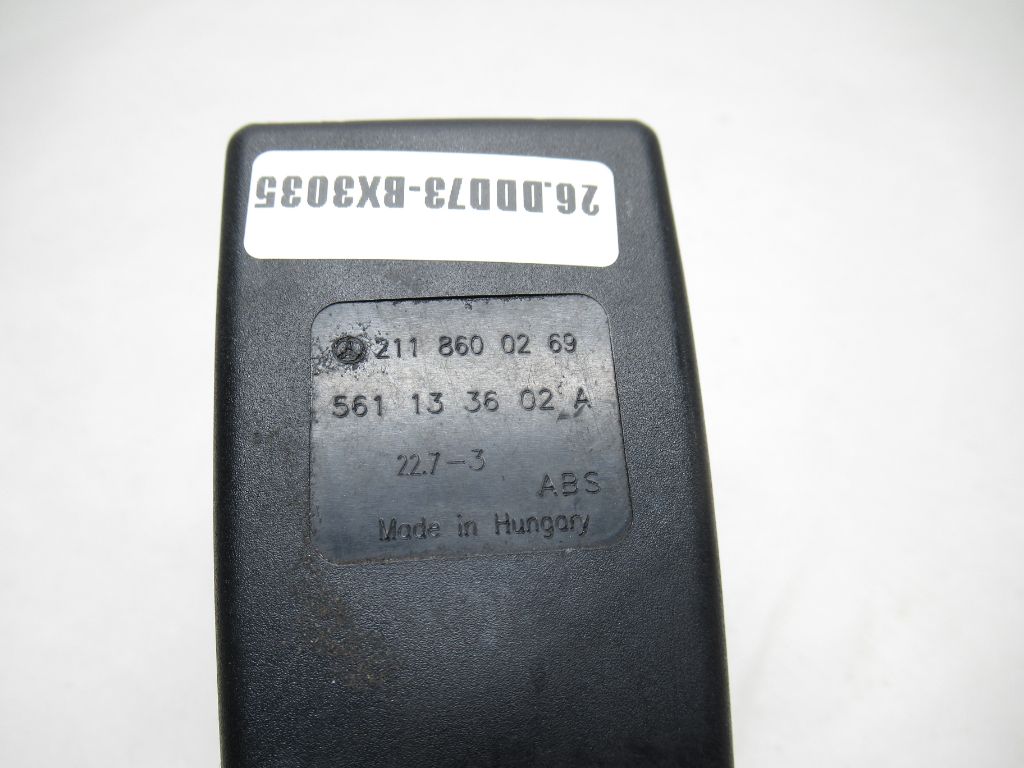 26.DDD73-BX3035
211 860 02 69
561 13 36 02 A
22.7-3
ABS
Made in Hungary